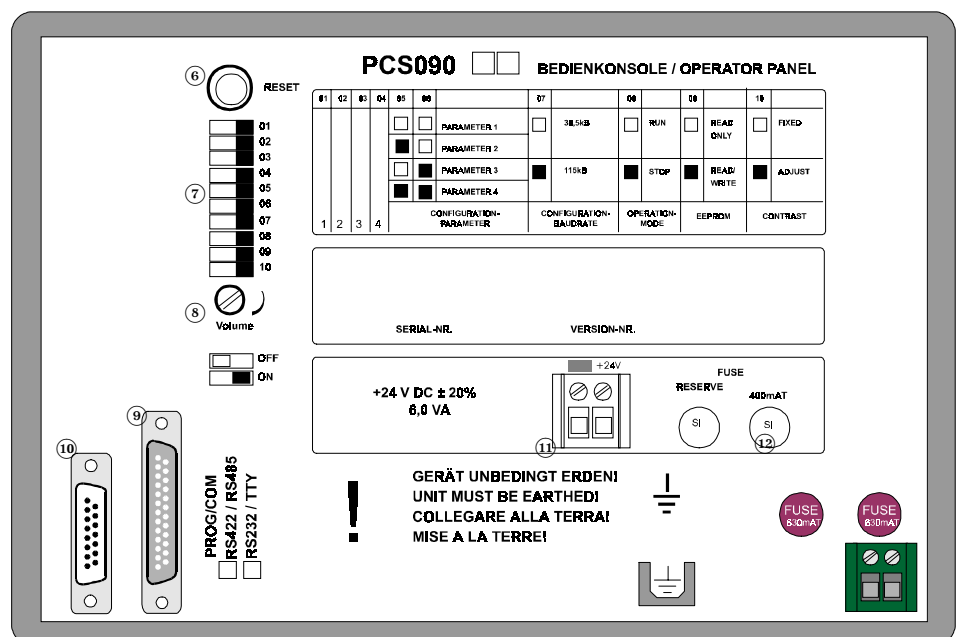 PCS090
BEDIENKONSOLE / OPERATOR PANEL
6
RESET
01 02 03 04 05 06 07 08 09 10
PARAMETER 1
PARAMETER 2
PARAMETER 3
PARAMETER 4
38,5kB
115kB
RUN
STOP
READ
ONLY
READ/
WRITE
FIXED
ADJUST
1 2 3 4
CONFIGURATION-
PARAMETER
CONFIGURATION-
BAUDRATE
OPERATION-
MODE
EEPROM
CONTRAST
7
01
02
03
04
05
06
07
08
09
10
8
Volume
SERIAL-NR.
VERSION-NR.
OFF
ON
+24 V DC ± 20%
6,0 VA
+24V
11
FUSE
RESERVE
400mAT
SI
SI
12
9
10
PROG/COM
RS422 / RS485
RS232 / TTY
!
GERÄT UNBEDINGT ERDEN!
UNIT MUST BE EARTHED!
COLLEGARE ALLA TERRA!
MISE A LA TERRE!
FUSE
630mAT
FUSE
630mAT